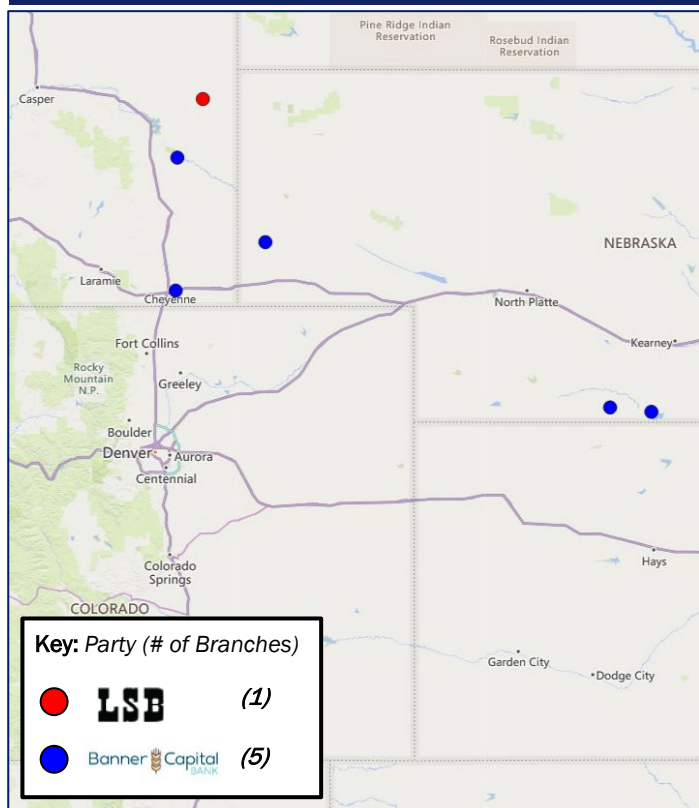 Pine Ridge Indian
Reservation
Rosebud Indian
Reservation
Casper
NEBRASKA
Laramie
Cheyenne
North Platte
Kearney
Fort Collins
Rocky
Mountain
N.P.
Greeley
Boulder
Denver
Aurora
Centennial
Colorado
Springs
Hays
COLORADO
Garden City
Dodge City
Key: Party (# of Branches)
LSB (1)
Banner Capital (5)
BANK